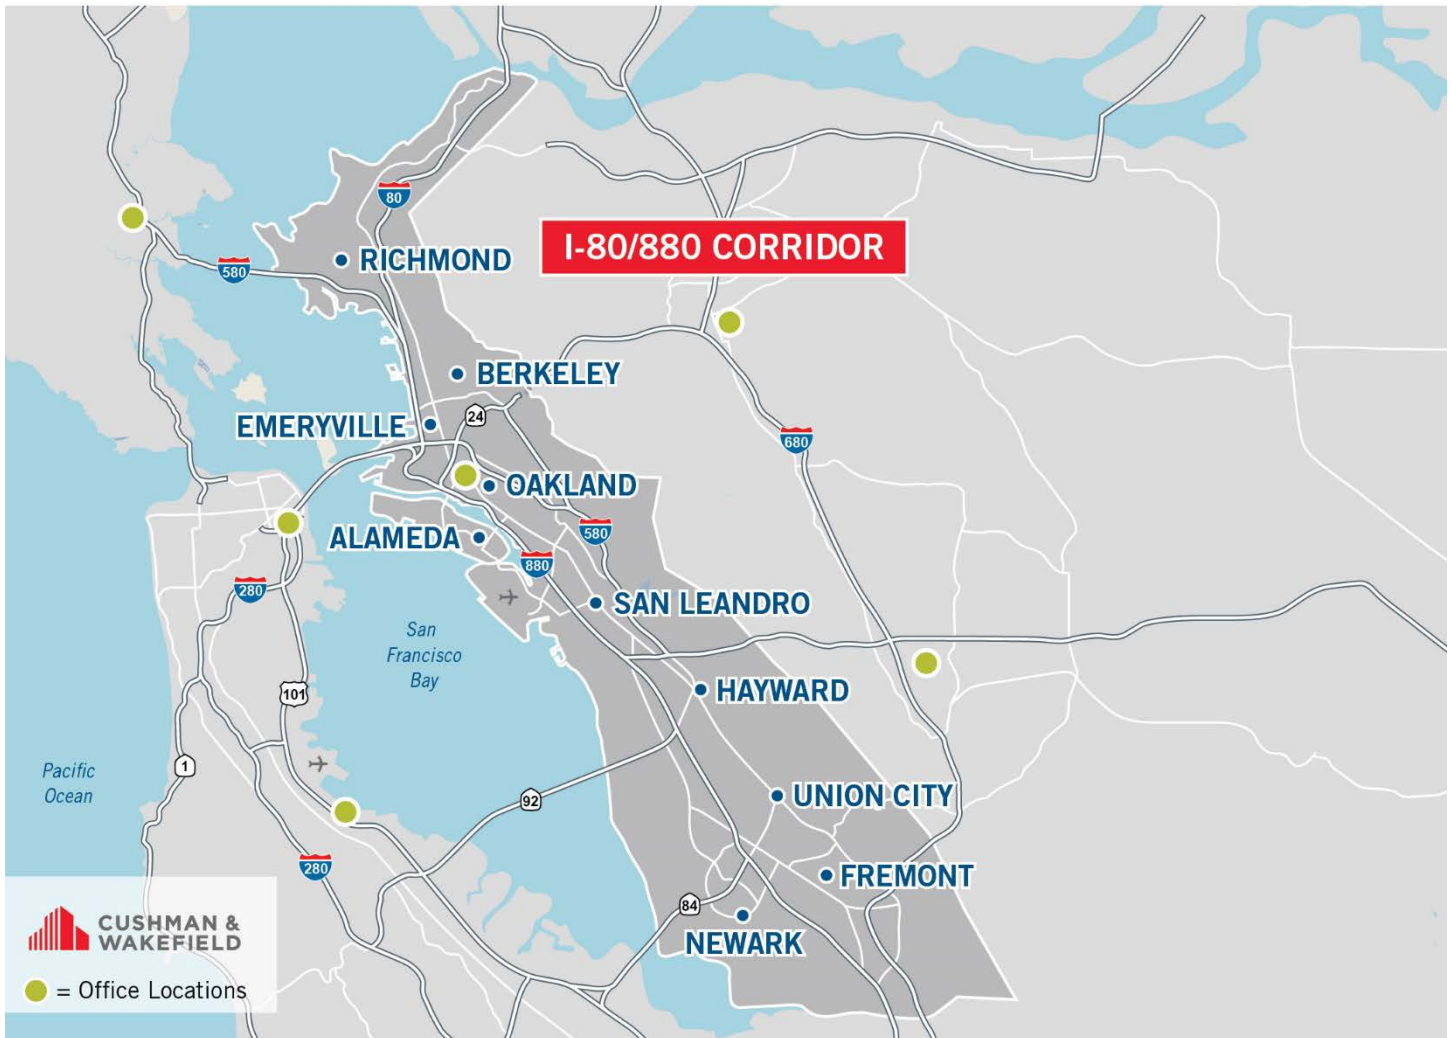 80
I-80/880 CORRIDOR
RICHMOND
580
BERKELEY
24
EMERYVILLE
680
OAKLAND
580
ALAMEDA
880
280
SAN LEANDRO
San
Francisco
Bay
HAYWARD
101
1
Pacific
Ocean
92
UNION CITY
280
FREMONT
84
NEWARK
CUSHMAN &
WAKEFIELD
= Office Locations